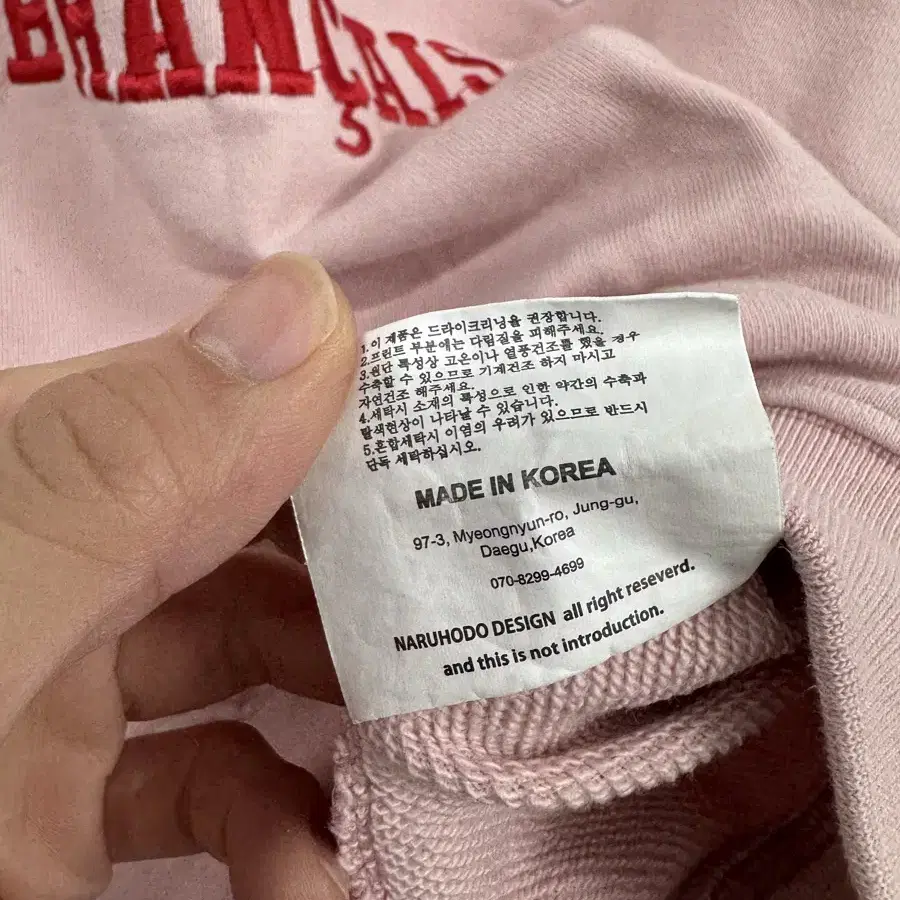 FRANÇAIS
1.이 제품은 드라이크리닝을 권장합니다.
2.프린트 부분에는 다림질을 피해주세요.
3.원단 특성상 고온이나 열풍건조를 했을 경우
수축할 수 있으므로 기계건조 하지 마시고
자연건조 해주세요.
4.세탁시 소재의 특성으로 인한 약간의 수축과
탈색현상이 나타날 수 있습니다.
5.혼합세탁시 이염의 우려가 있으므로 반드시
단독 세탁하십시오.
MADE IN KOREA
97-3, Myeongnyun-ro, Jung-gu,
Daegu,Korea
070-8299-4699
NARUHODO DESIGN all right reseverd.
and this is not introduction.